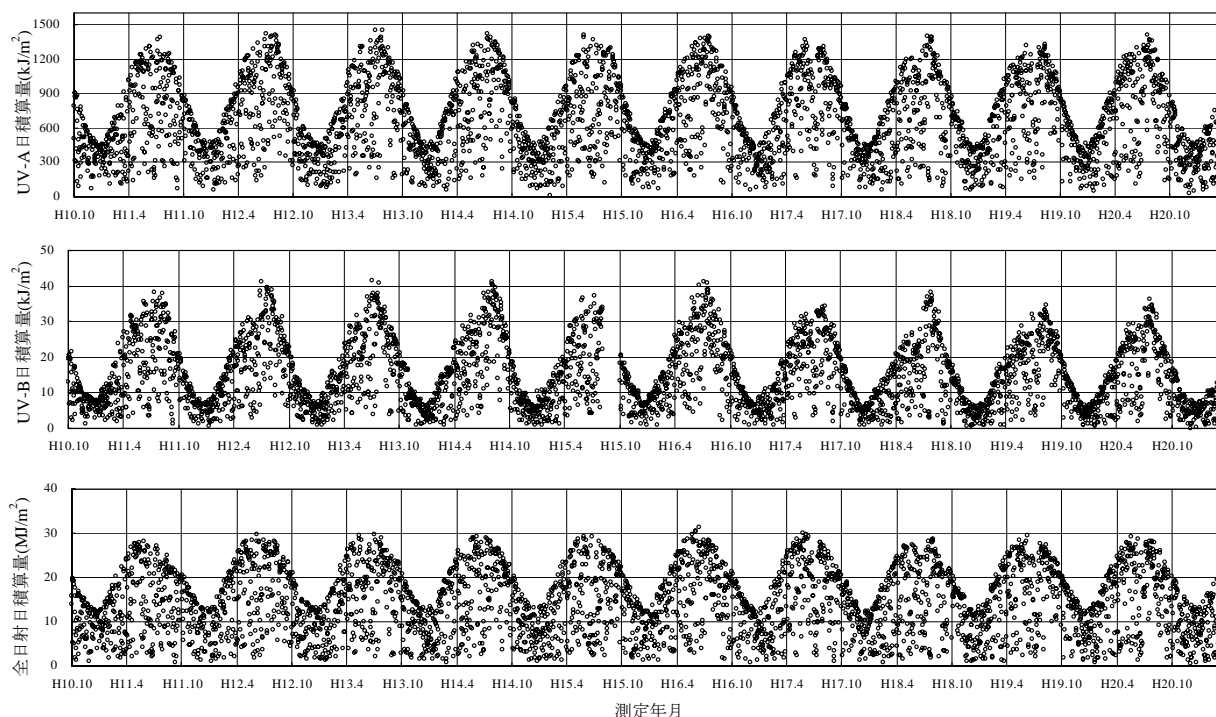 UV-A 日積算量(kJ/m²)
1500
1200
900
600
300
0
H10.10 H11.4 H11.10 H12.4 H12.10 H13.4 H13.10 H14.4 H14.10 H15.4 H15.10 H16.4 H16.10 H17.4 H17.10 H18.4 H18.10 H19.4 H19.10 H20.4 H20.10
UV-B日積算量(kJ/m²)
50
40
30
20
10
0
H10.10 H11.4 H11.10 H12.4 H12.10 H13.4 H13.10 H14.4 H14.10 H15.4 H15.10 H16.4 H16.10 H17.4 H17.10 H18.4 H18.10 H19.4 H19.10 H20.4 H20.10
全日射日積算量(MJ/m²)
40
30
20
10
0
H10.10 H11.4 H11.10 H12.4 H12.10 H13.4 H13.10 H14.4 H14.10 H15.4 H15.10 H16.4 H16.10 H17.4 H17.10 H18.4 H18.10 H19.4 H19.10 H20.4 H20.10
測定年月